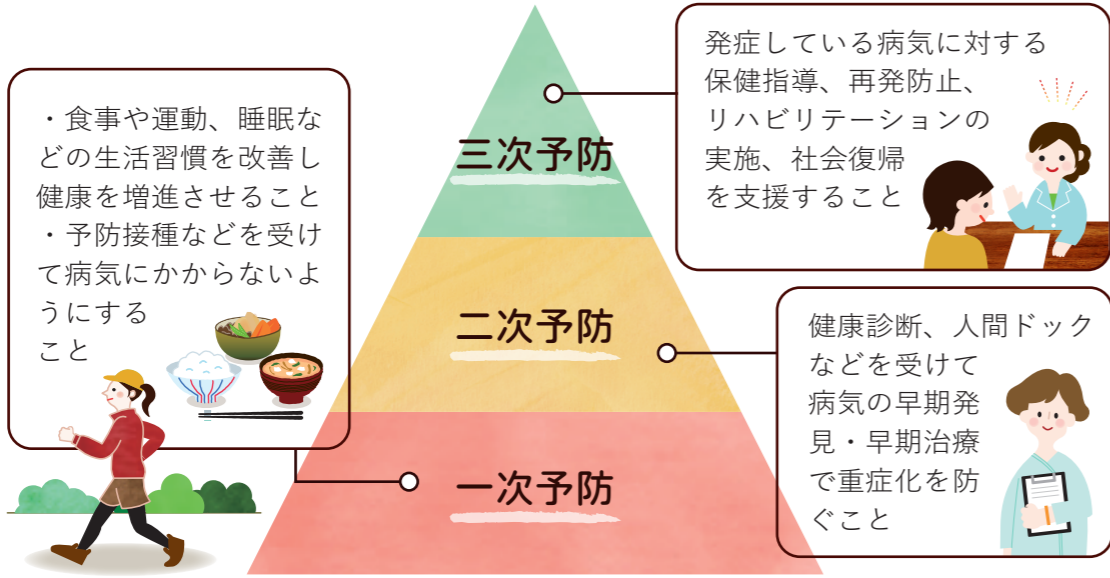 ・食事や運動、睡眠な
どの生活習慣を改善し
健康を増進させること
・予防接種などを受け
て病気にかからないよ
うにする
こと
三次予防
発症している病気に対する
保健指導、再発防止、
リハビリテーションの
実施、社会復帰
を支援すること
二次予防
健康診断、人間ドック
などを受けて
病気の早期発
見・早期治療
で重症化を防
ぐこと
一次予防